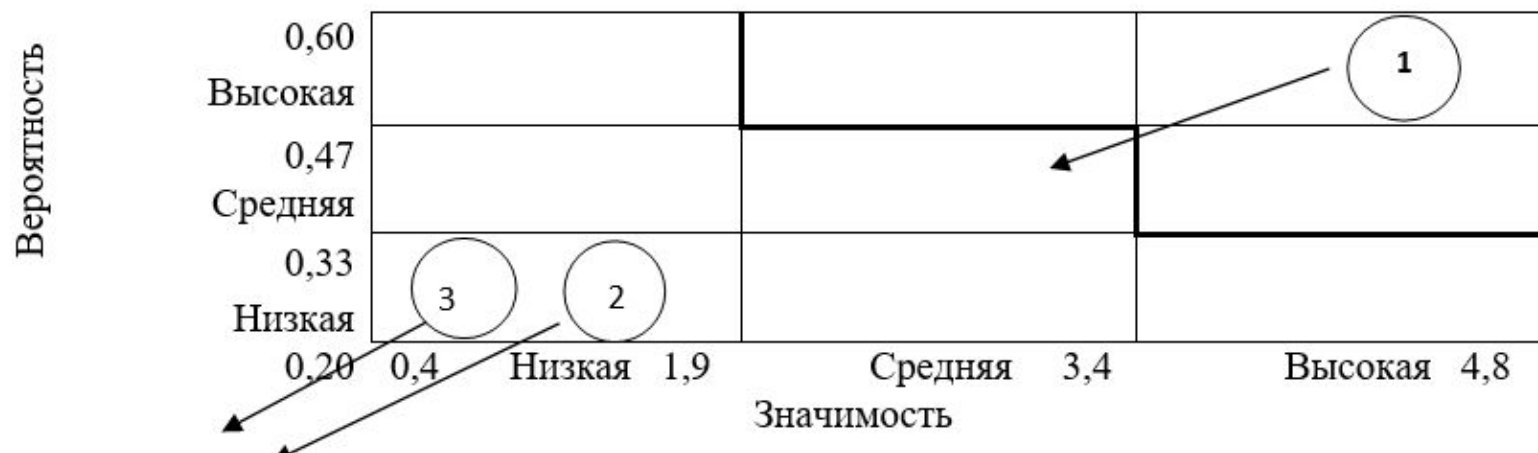 Вероятность
0,60
Высокая
1
0,47
Средняя
0,33
3
2
Низкая
0,20 0,4 Низкая 1,9 Средняя 3,4 Высокая 4,8
Значимость